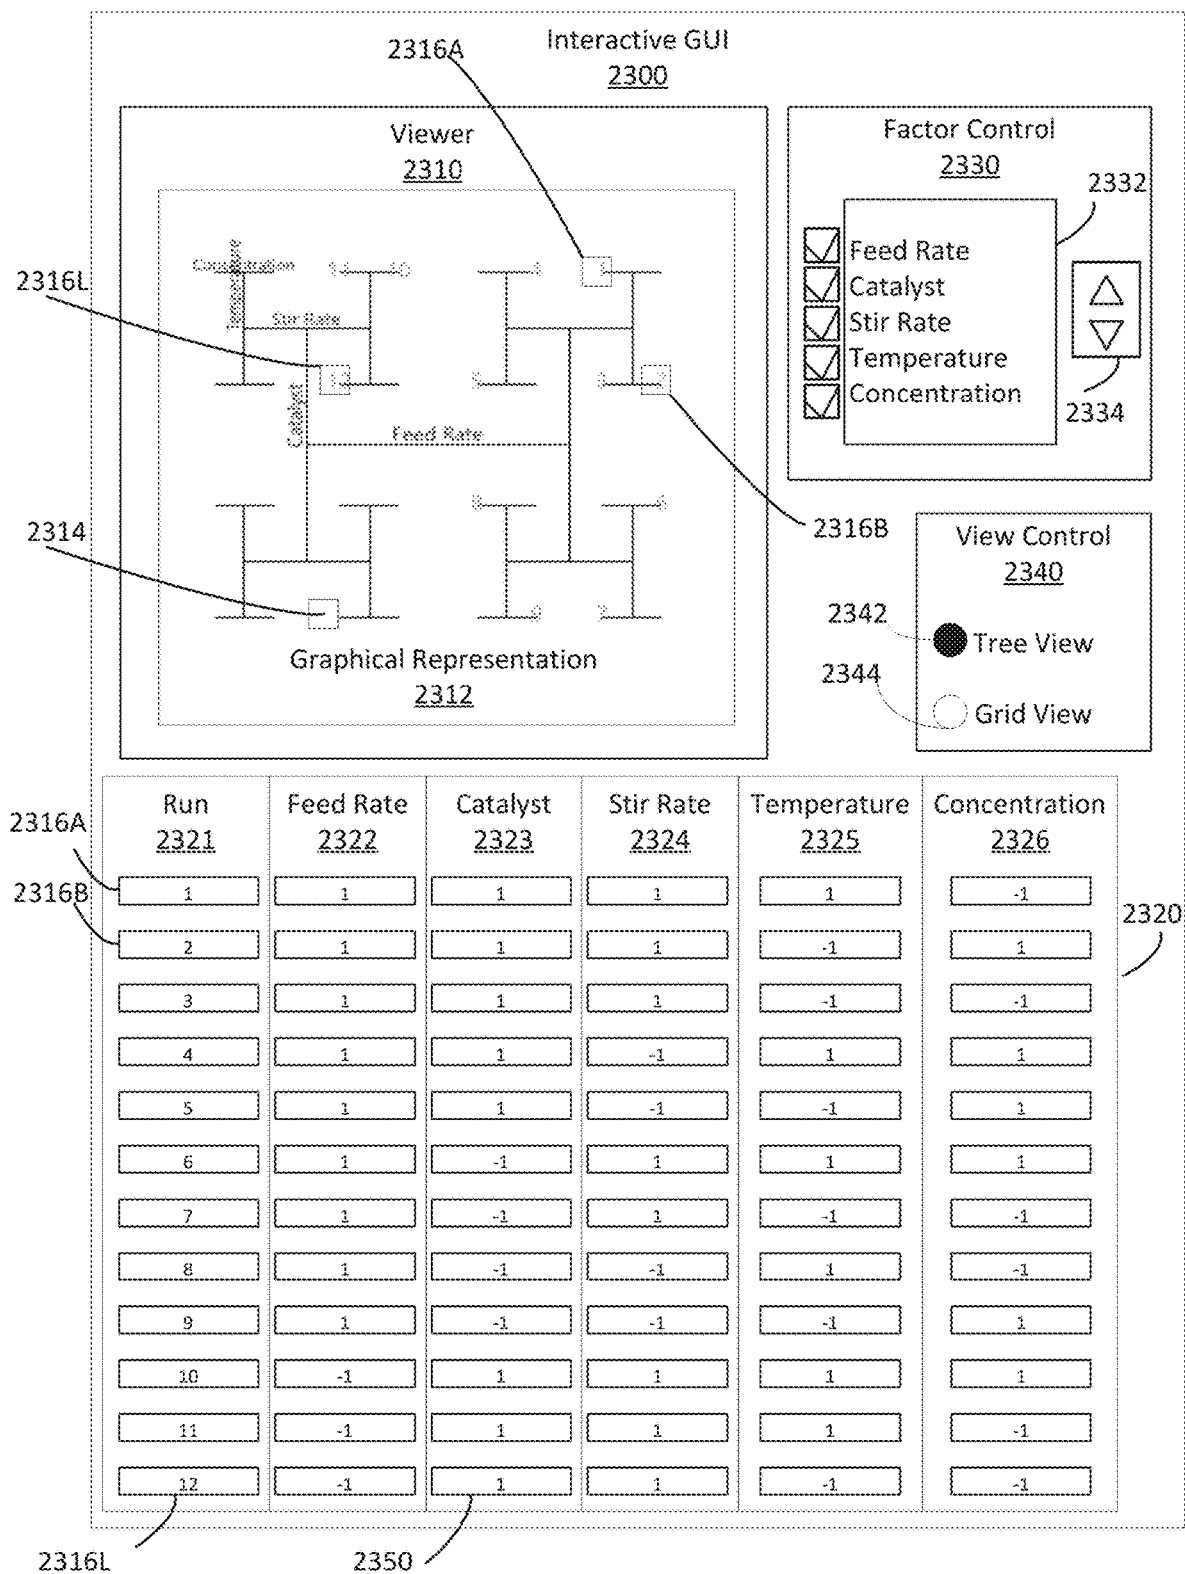 Interactive GUI
2300
2316A
Viewer
2310
Factor Control
2330
2332
Feed Rate
Catalyst
Stir Rate
Temperature
Concentration
2334
2316L
Concentration
Stir Rate
Catalyst
Feed Rate
2314
2316B
Graphical Representation
2312
View Control
2340
2342
Tree View
2344
Grid View
Run Feed Rate Catalyst Stir Rate Temperature Concentration
2321 2322 2323 2324 2325 2326
2316A
1 1 1 1 1 -1
2316B
2320
2 1 1 1 -1 1
3 1 1 1 -1 -1
4 1 1 -1 1 1
5 1 1 -1 -1 1
6 1 -1 1 1 1
7 1 -1 1 -1 -1
8 1 -1 -1 1 -1
9 1 -1 -1 -1 1
10 -1 1 1 1 1
11 -1 1 1 1 -1
12 -1 1 1 -1 -1
2316L
2350